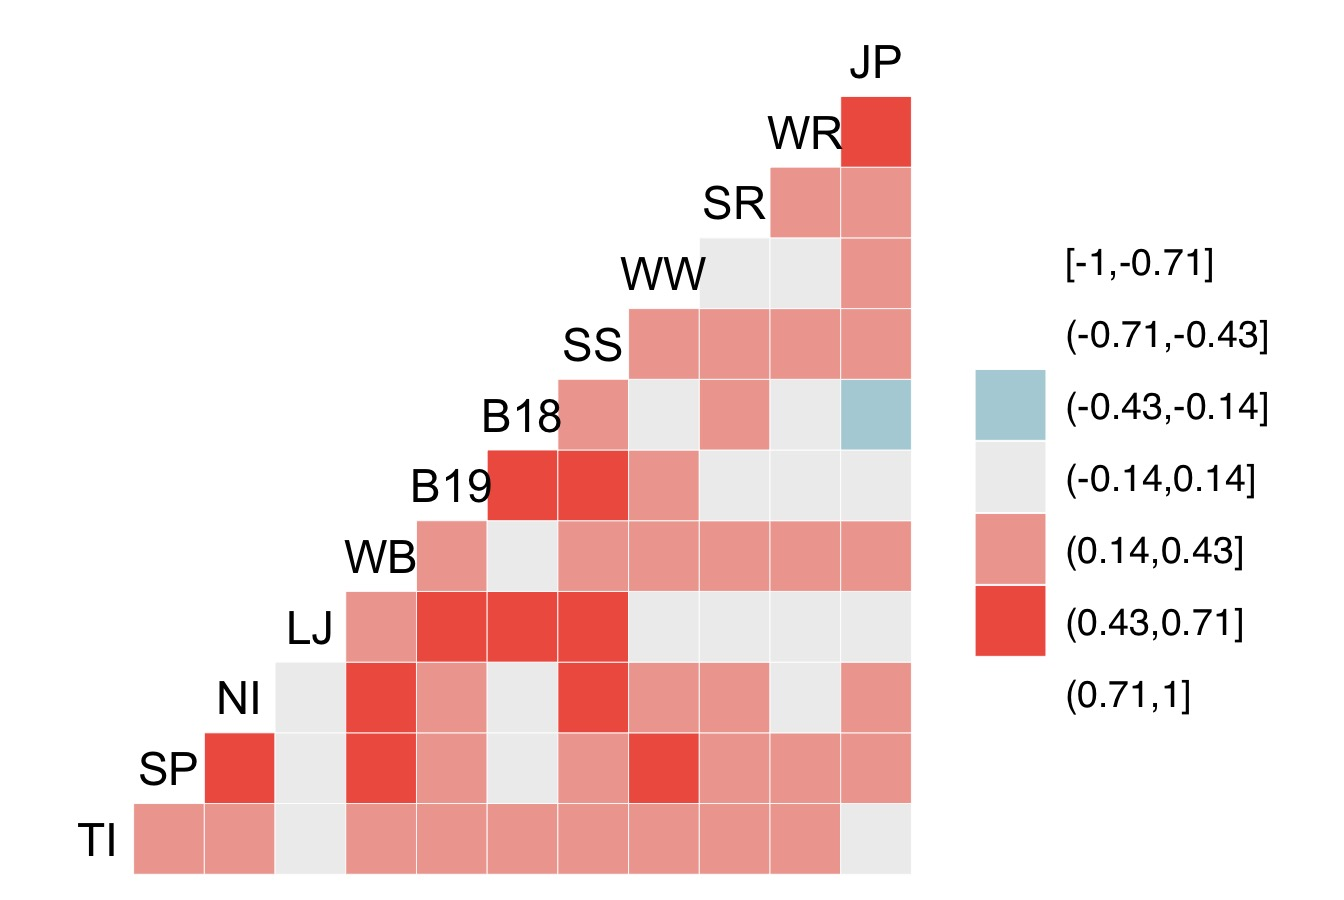 JP
WR
SR
WW
SS
B18
B19
WB
LJ
NI
SP
TI
[-1,-0.71]
(-0.71,-0.43]
(-0.43,-0.14]
(-0.14,0.14]
(0.14,0.43]
(0.43,0.71]
(0.71,1]